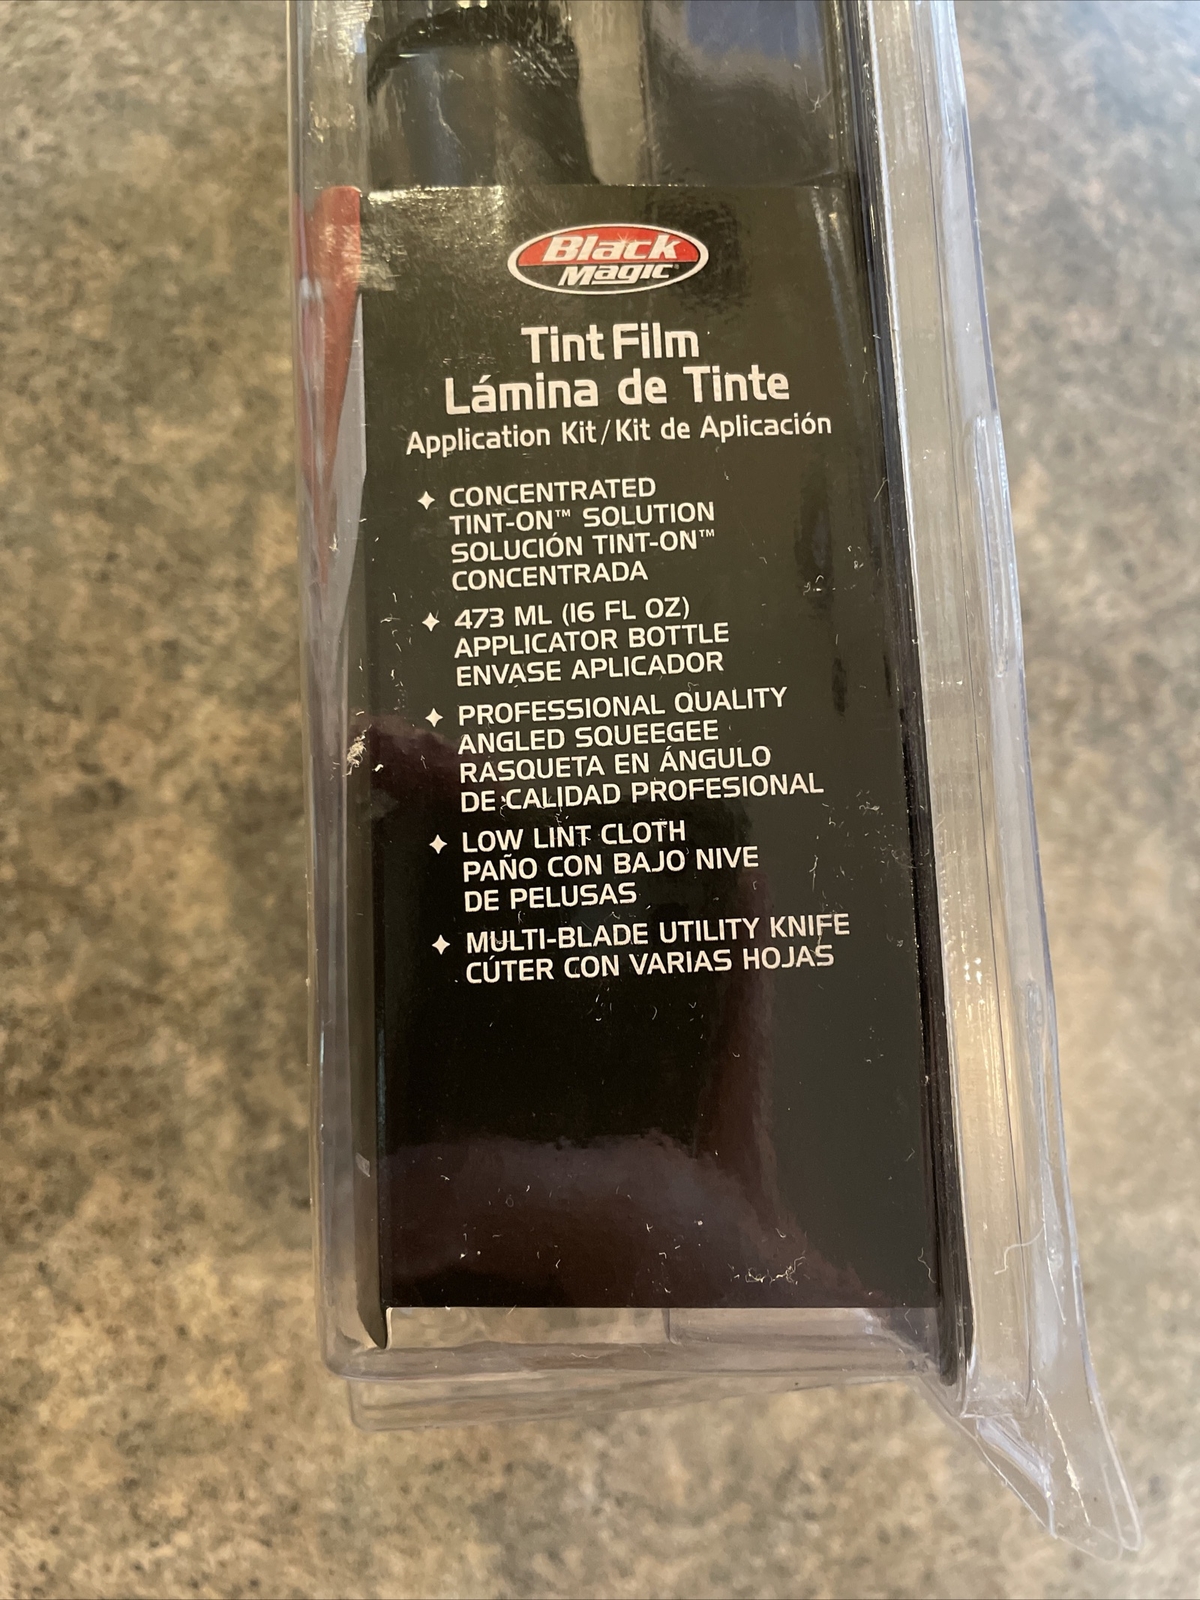 Black
Magic
Tint Film
Lámina de Tinte
Application Kit/Kit de Aplicación
CONCENTRATED
TINT-ON™ SOLUTION
SOLUCIÓN TINT-ON™
CONCENTRADA
473 ML (16 FL OZ)
APPLICATOR BOTTLE
ENVASE APLICADOR
PROFESSIONAL QUALITY
ANGLED SQUEEGEE
RASQUETA EN ÁNGULO
DE CALIDAD PROFESIONAL
LOW LINT CLOTH
PAÑO CON BAJO NIVE
DE PELUSAS
MULTI-BLADE UTILITY KNIFE
CÚTER CON VARIAS HOJAS